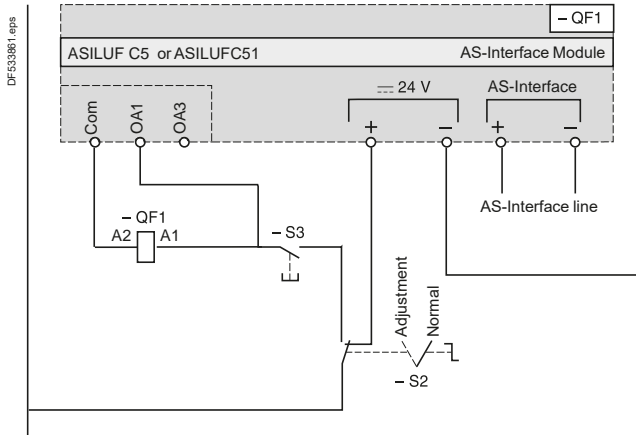 DF533861.eps
– QF1
ASILUF C5 or ASILUFC51 AS-Interface Module
24 V AS-Interface
Com OA1 OA3
+ – + –
AS-Interface line
– QF1
A2 A1
– S3
Adjustment
Normal
– S2